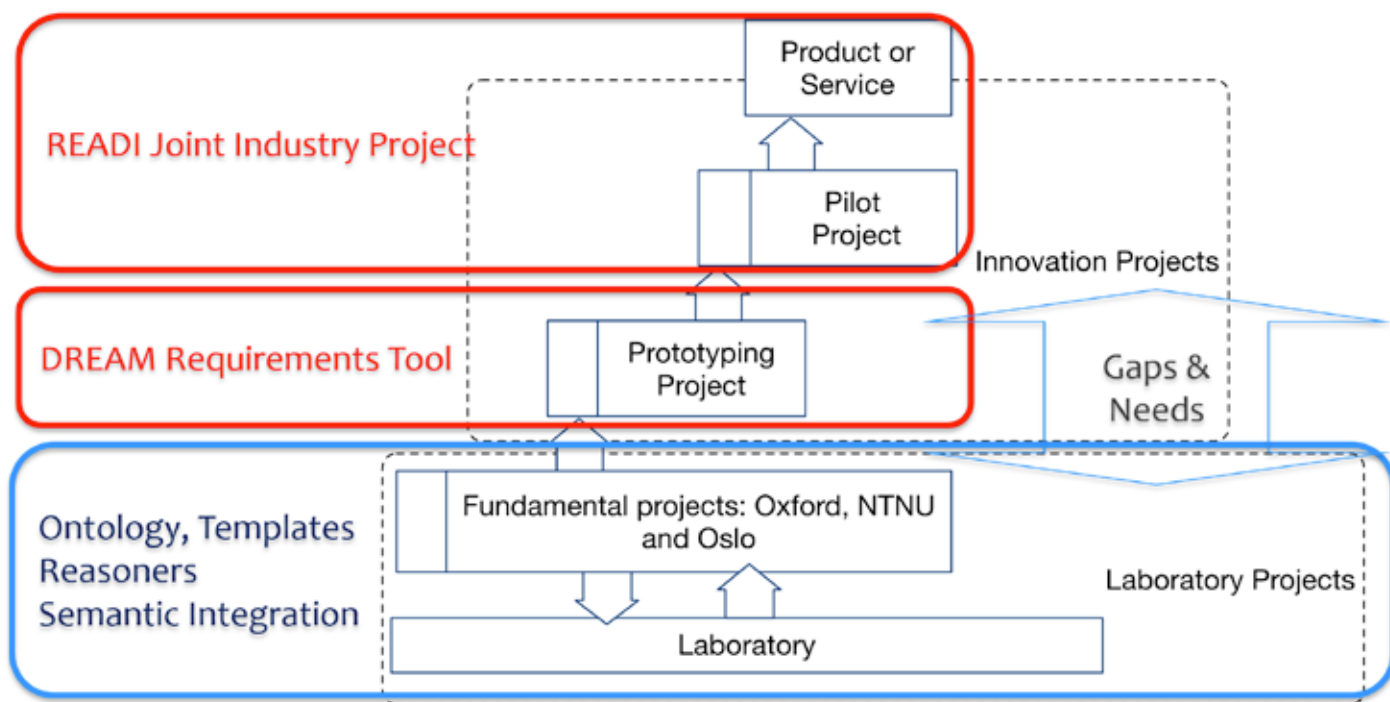 Product or
Service
READI Joint Industry Project
Pilot
Project
Innovation Projects
DREAM Requirements Tool
Prototyping
Project
Gaps &
Needs
Ontology, Templates
Reasoners
Semantic Integration
Fundamental projects: Oxford, NTNU
and Oslo
Laboratory Projects
Laboratory